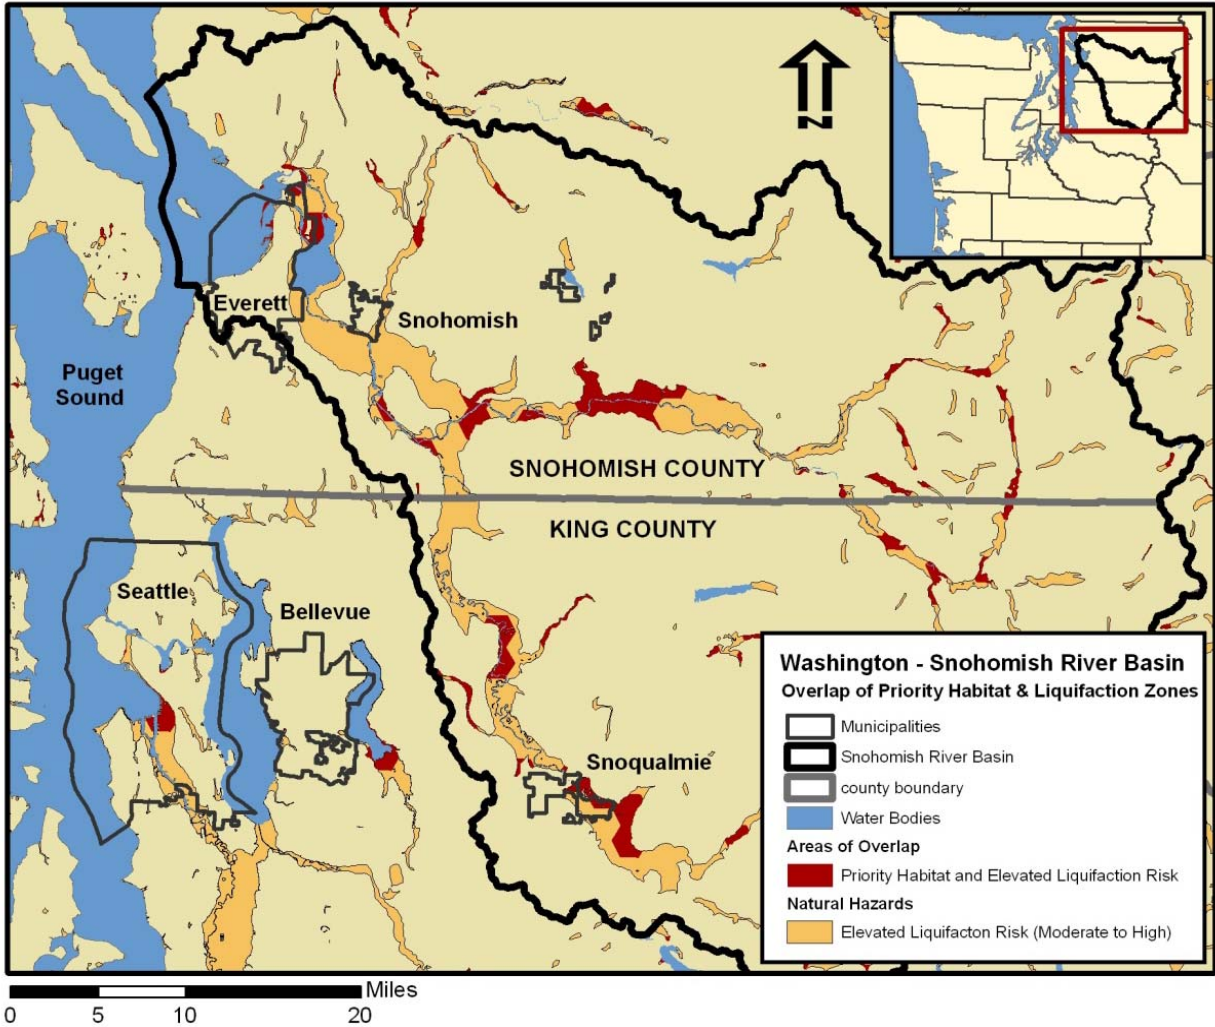 N
Everett
Snohomish
Puget
Sound
SNOHOMISH COUNTY
KING COUNTY
Seattle
Bellevue
Snoqualmie
Washington - Snohomish River Basin
Overlap of Priority Habitat & Liquifaction Zones
Municipalities
Snohomish River Basin
county boundary
Water Bodies
Areas of Overlap
Priority Habitat and Elevated Liquifaction Risk
Natural Hazards
Elevated Liquifacton Risk (Moderate to High)
Miles
0 5 10 20